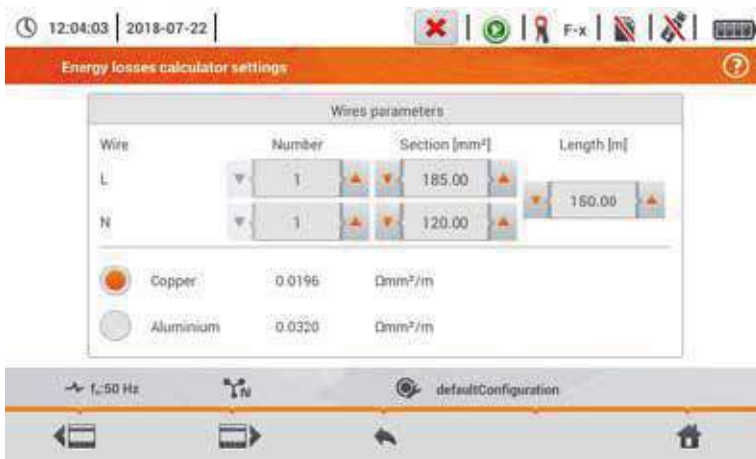 12:04:03 2018-07-22 F-x
Energy losses calculator settings
Wires parameters
Wire Number Section [mm²] Length [m]
L 1 185.00
150.00
N 1 120.00
Copper 0.0196 Ωmm²/m
Aluminium 0.0320 Ωmm²/m
fₙ:50 Hz N defaultConfiguration